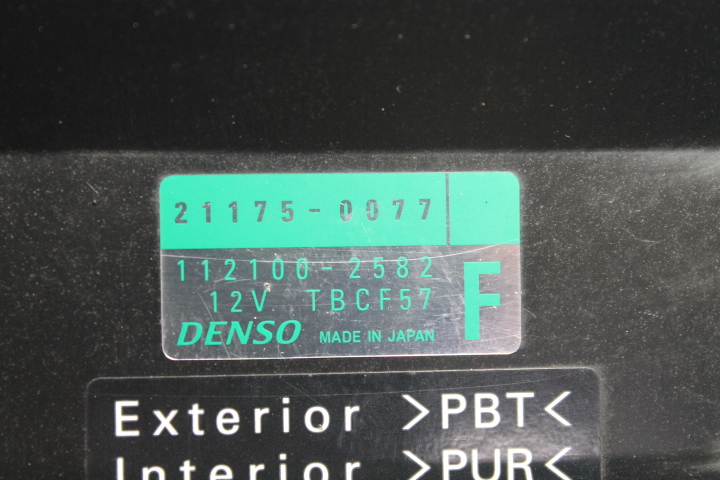 21175-0077
112100-2582
12V TBCF57
F
DENSO MADE IN JAPAN
Exterior >PBT<
Interior >PUR<